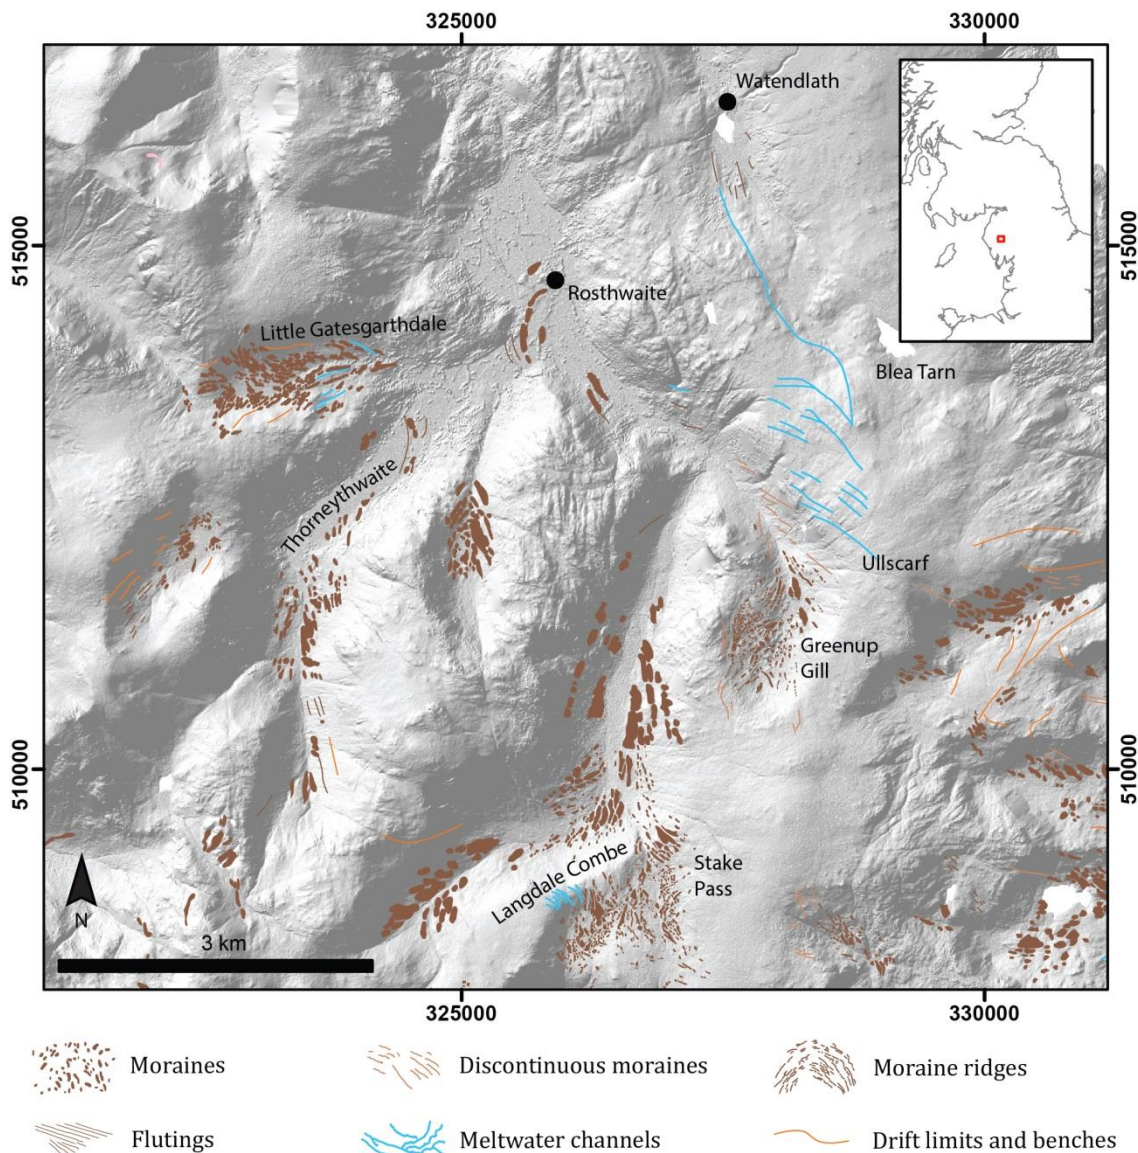 325000
330000
Watendlath
515000
515000
Rosthwaite
Little Gatesgarthdale
Blea Tarn
Thorneythwaite
Ullscarf
Greenup
Gill
510000
510000
Langdale Combe
Stake
Pass
N
3 km
325000
330000
Moraines
Discontinuous moraines
Moraine ridges
Flutings
Meltwater channels
Drift limits and benches